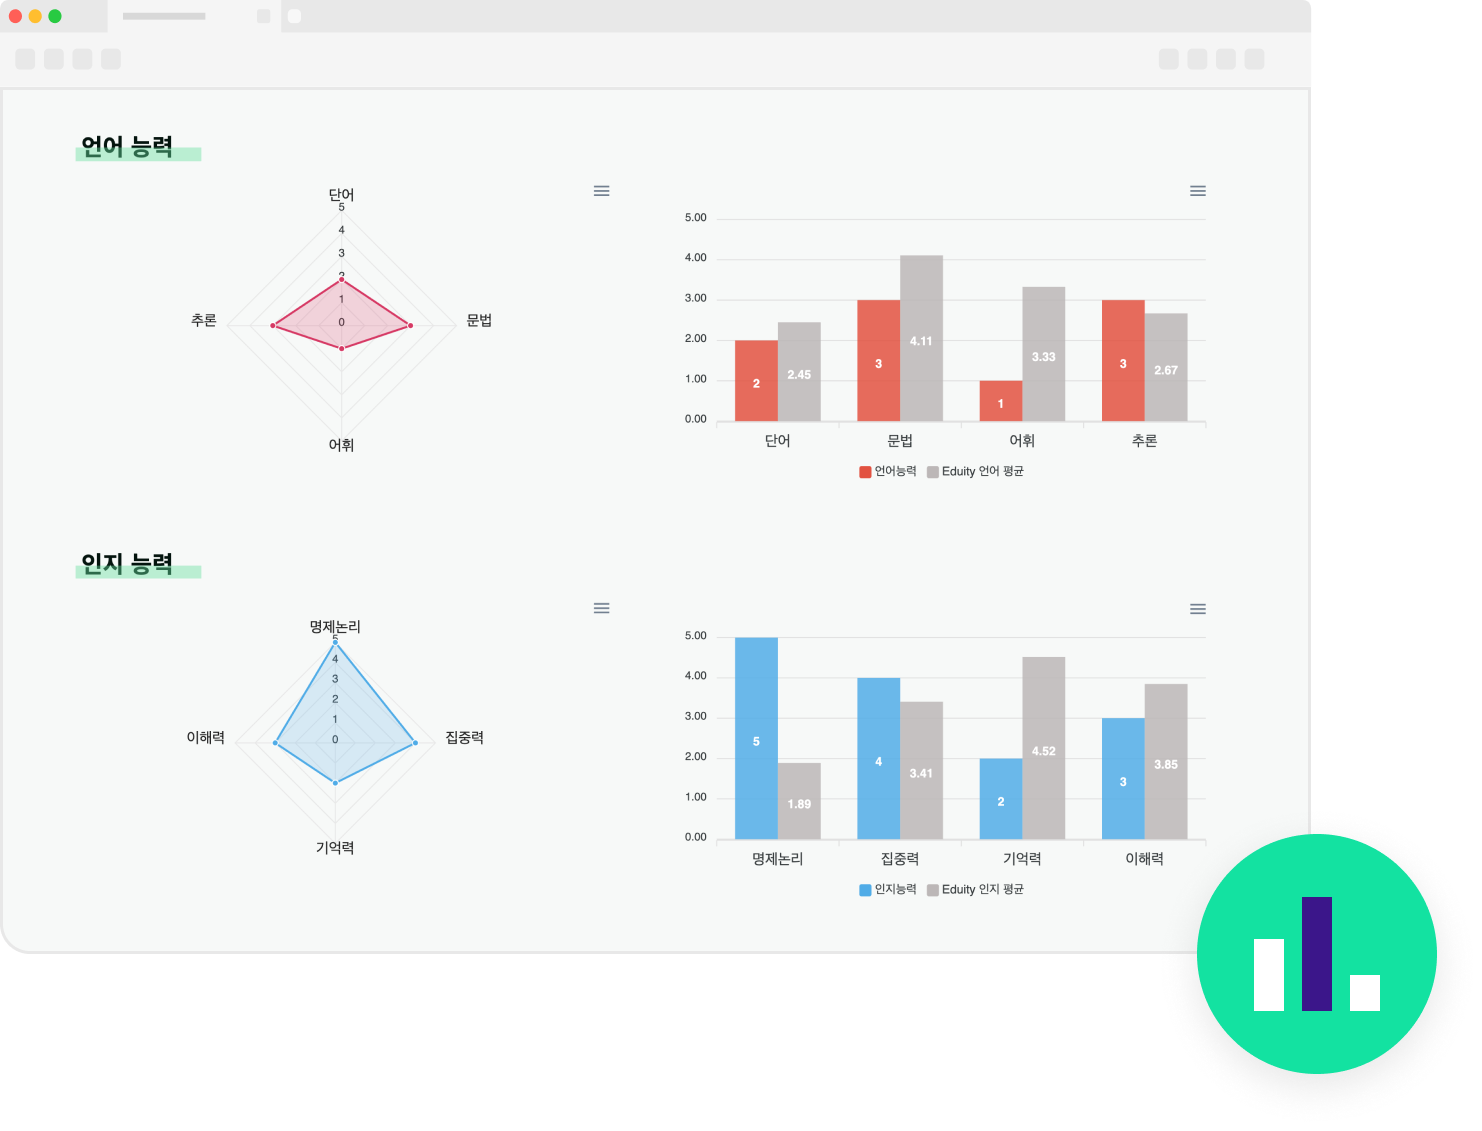 언어 능력
단어
5
4
3
2
1
0
추론
문법
어휘
5.00
4.00
3.00
2.00
1.00
0.00
2
2.45
3
4.11
1
3.33
3
2.67
단어 문법 어휘 추론
언어능력 Eduity 언어 평균
인지 능력
명제논리
5
4
3
2
1
0
이해력
집중력
기억력
5.00
4.00
3.00
2.00
1.00
0.00
5
1.89
4
3.41
2
4.52
3
3.85
명제논리 집중력 기억력 이해력
인지능력 Eduity 인지 평균